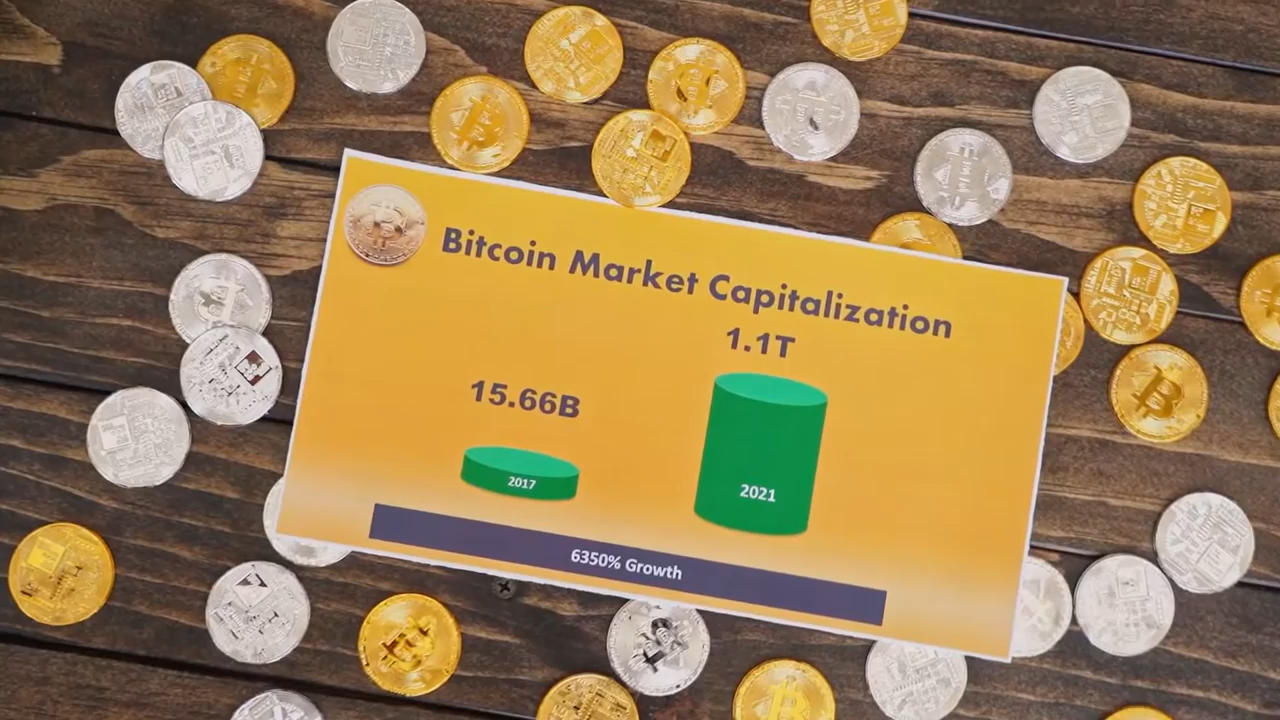 Bitcoin Market Capitalization
1.1T
15.66B
2017
2021
6350% Growth